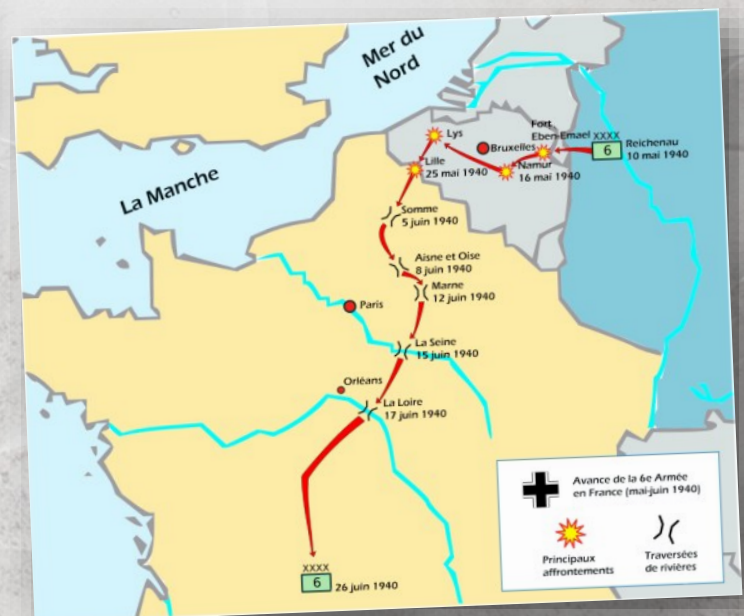 Mer du
Nord
La Manche
Lys
Bruxelles
Fort
Eben-Emael
XXXX
6
Reichenau
10 mai 1940
Namur
16 mai 1940
Lille
25 mai 1940
Somme
5 juin 1940
Aisne et Oise
8 juin 1940
Marne
12 juin 1940
Paris
La Seine
15 juin 1940
Orléans
La Loire
17 juin 1940
XXXX
6
26 juin 1940
Avance de la 6e Armée
en France (mai-juin 1940)
Principaux
affrontements
Traversées
de rivières